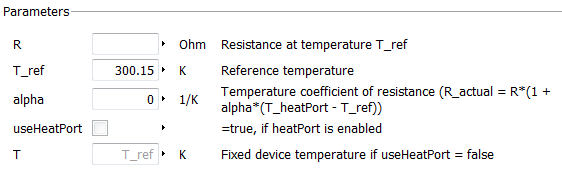 Parameters
R Ohm Resistance at temperature T_ref
T_ref 300.15 K Reference temperature
alpha 0 1/K Temperature coefficient of resistance (R_actual = R*(1 +
alpha*(T_heatPort - T_ref))
useHeatPort =true, if heatPort is enabled
T T_ref K Fixed device temperature if useHeatPort = false